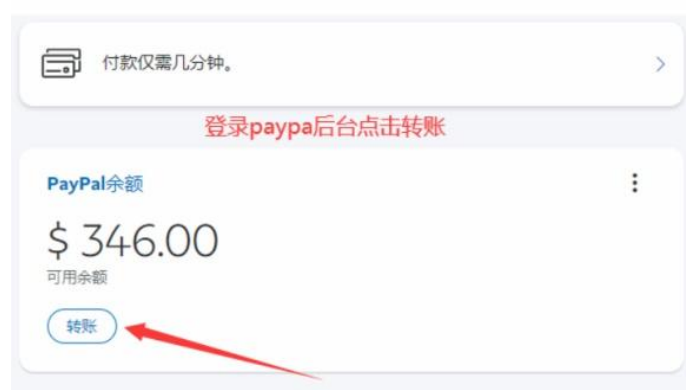 付款仅需几分钟。
登录paypa后台点击转账
PayPal余额
$ 346.00
可用余额
转账